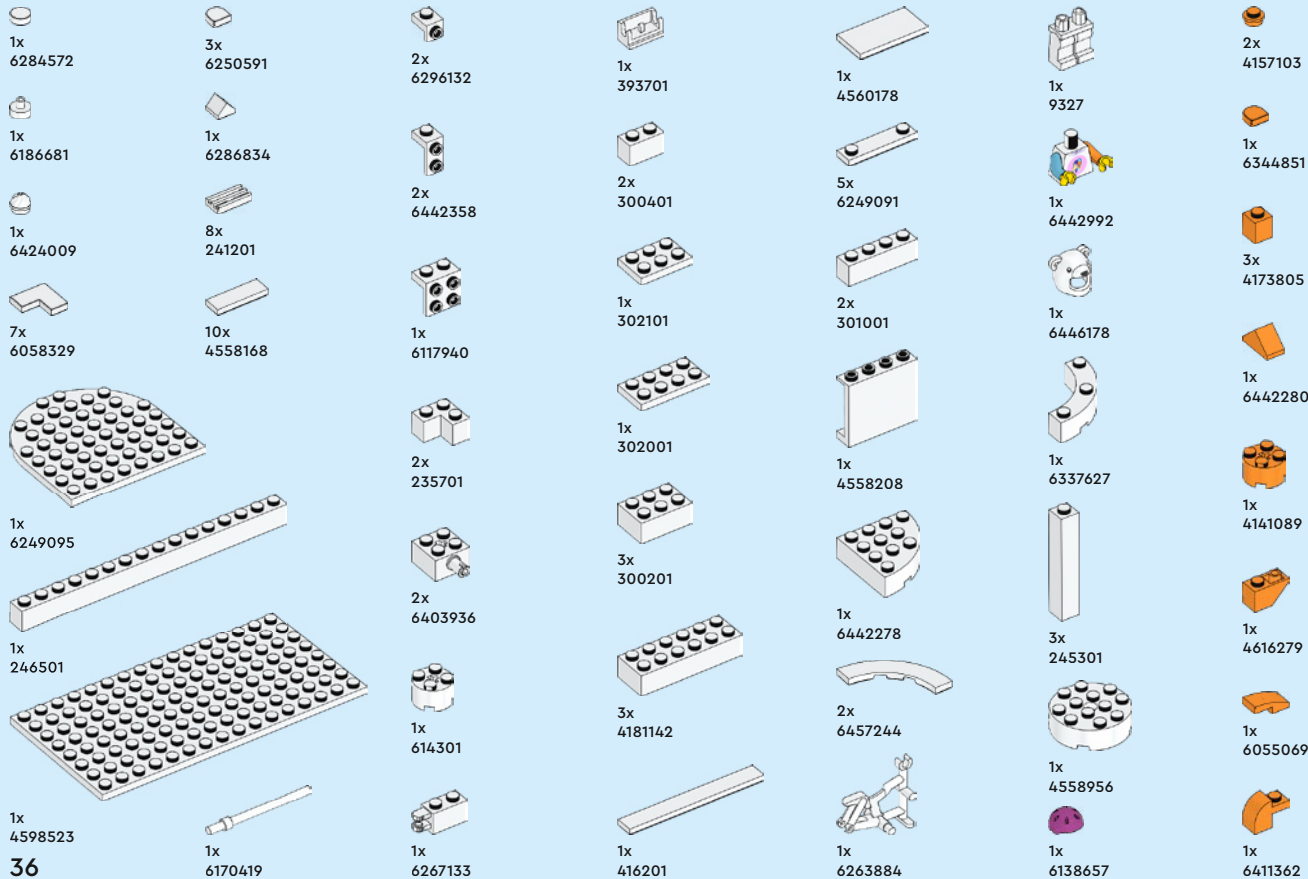 1x
6284572
1x
6186681
1x
6424009
7x
6058329
1x
6249095
1x
246501
1x
4598523
3x
6250591
1x
6286834
8x
241201
10x
4558168
1x
6170419
2x
6296132
2x
6442358
1x
6117940
2x
235701
2x
6403936
1x
614301
1x
6267133
1x
393701
2x
300401
1x
302101
1x
302001
3x
300201
3x
4181142
1x
416201
1x
4560178
5x
6249091
2x
301001
1x
4558208
1x
6442278
2x
6457244
1x
6263884
1x
9327
1x
6442992
1x
6446178
1x
6337627
3x
245301
1x
4558956
1x
6138657
2x
4157103
1x
6344851
3x
4173805
1x
6442280
1x
4141089
1x
4616279
1x
6055069
1x
6411362
36